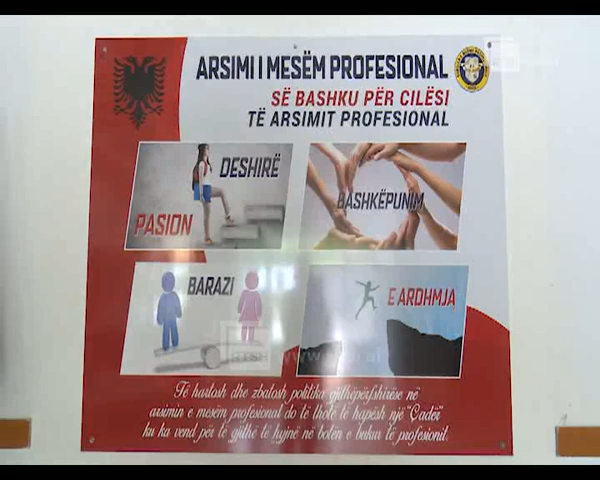 ARSIMI I MESËM PROFESIONAL
SË BASHKU PËR CILËSI
TË ARSIMIT PROFESIONAL
DESHIRË
PASION
BASHKËPUNIM
BARAZI
E ARDHMJA
Të hartosh dhe zbatosh politika gjithëpërfshirëse në
arsimin e mesëm profesional do të thotë të hapësh një "Çadër"
ku ka vend për të gjithë të hyjnë në botën e bukur të profesionit.